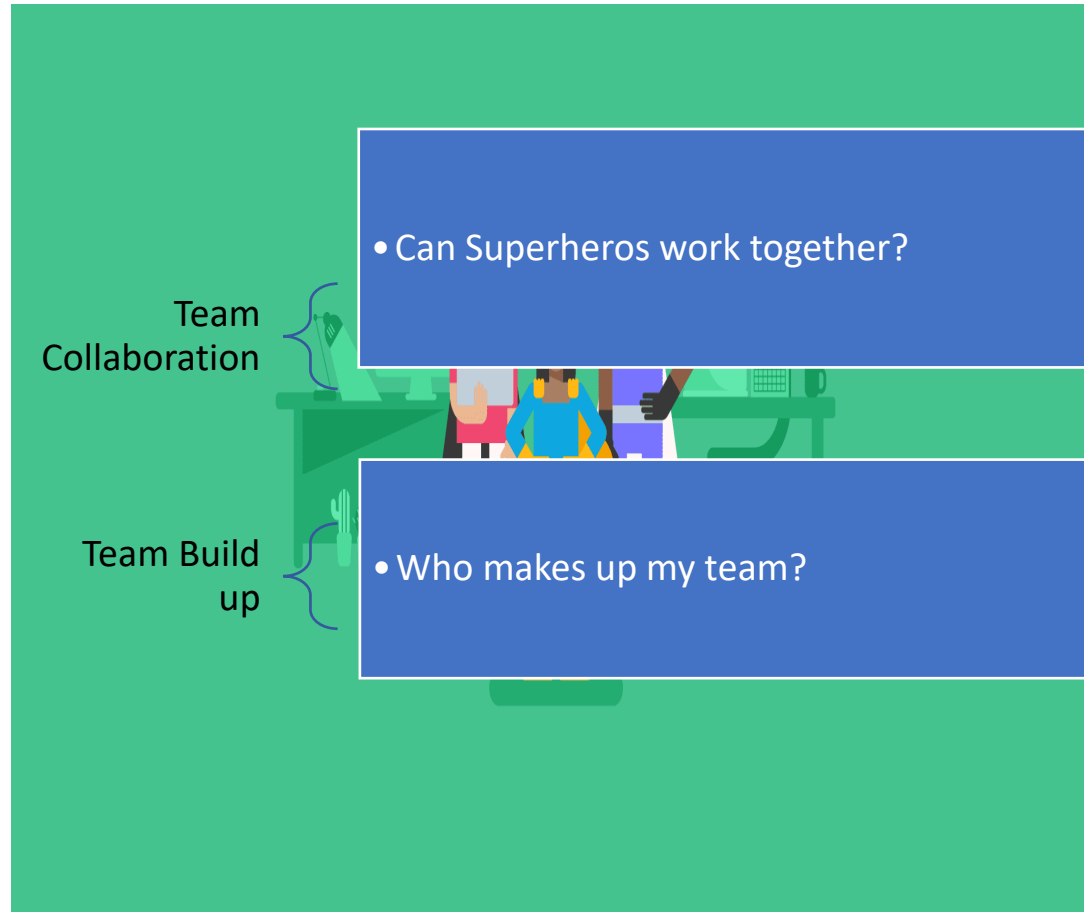 Team
Collaboration
• Can Superheros work together?
Team Build
up
• Who makes up my team?